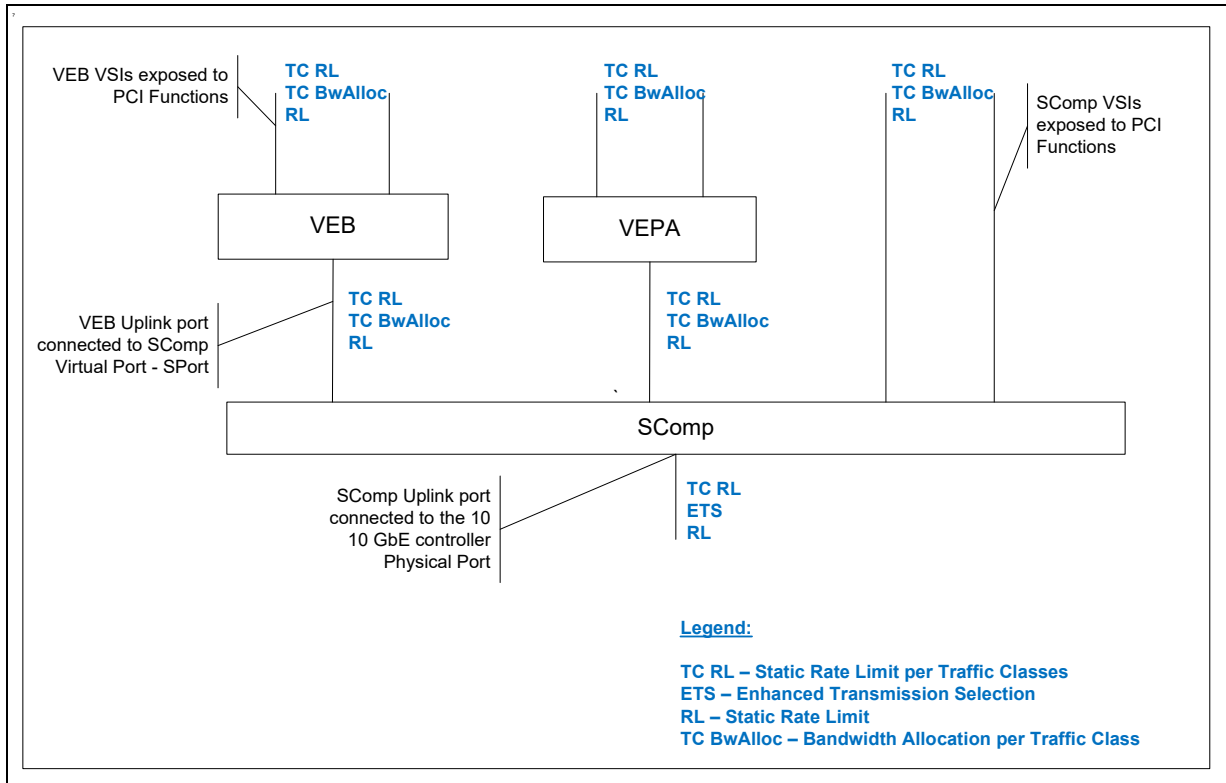 VEB VSIs exposed to
PCI Functions
TC RL
TC BwAlloc
RL
TC RL
TC BwAlloc
RL
TC RL
TC BwAlloc
RL
SComp VSIs
exposed to PCI
Functions
VEB
VEPA
VEB Uplink port
connected to SComp
Virtual Port - SPort
TC RL
TC BwAlloc
RL
TC RL
TC BwAlloc
RL
SComp
SComp Uplink port
connected to the 10
10 GbE controller
Physical Port
TC RL
ETS
RL
Legend:
TC RL – Static Rate Limit per Traffic Classes
ETS – Enhanced Transmission Selection
RL – Static Rate Limit
TC BwAlloc – Bandwidth Allocation per Traffic Class